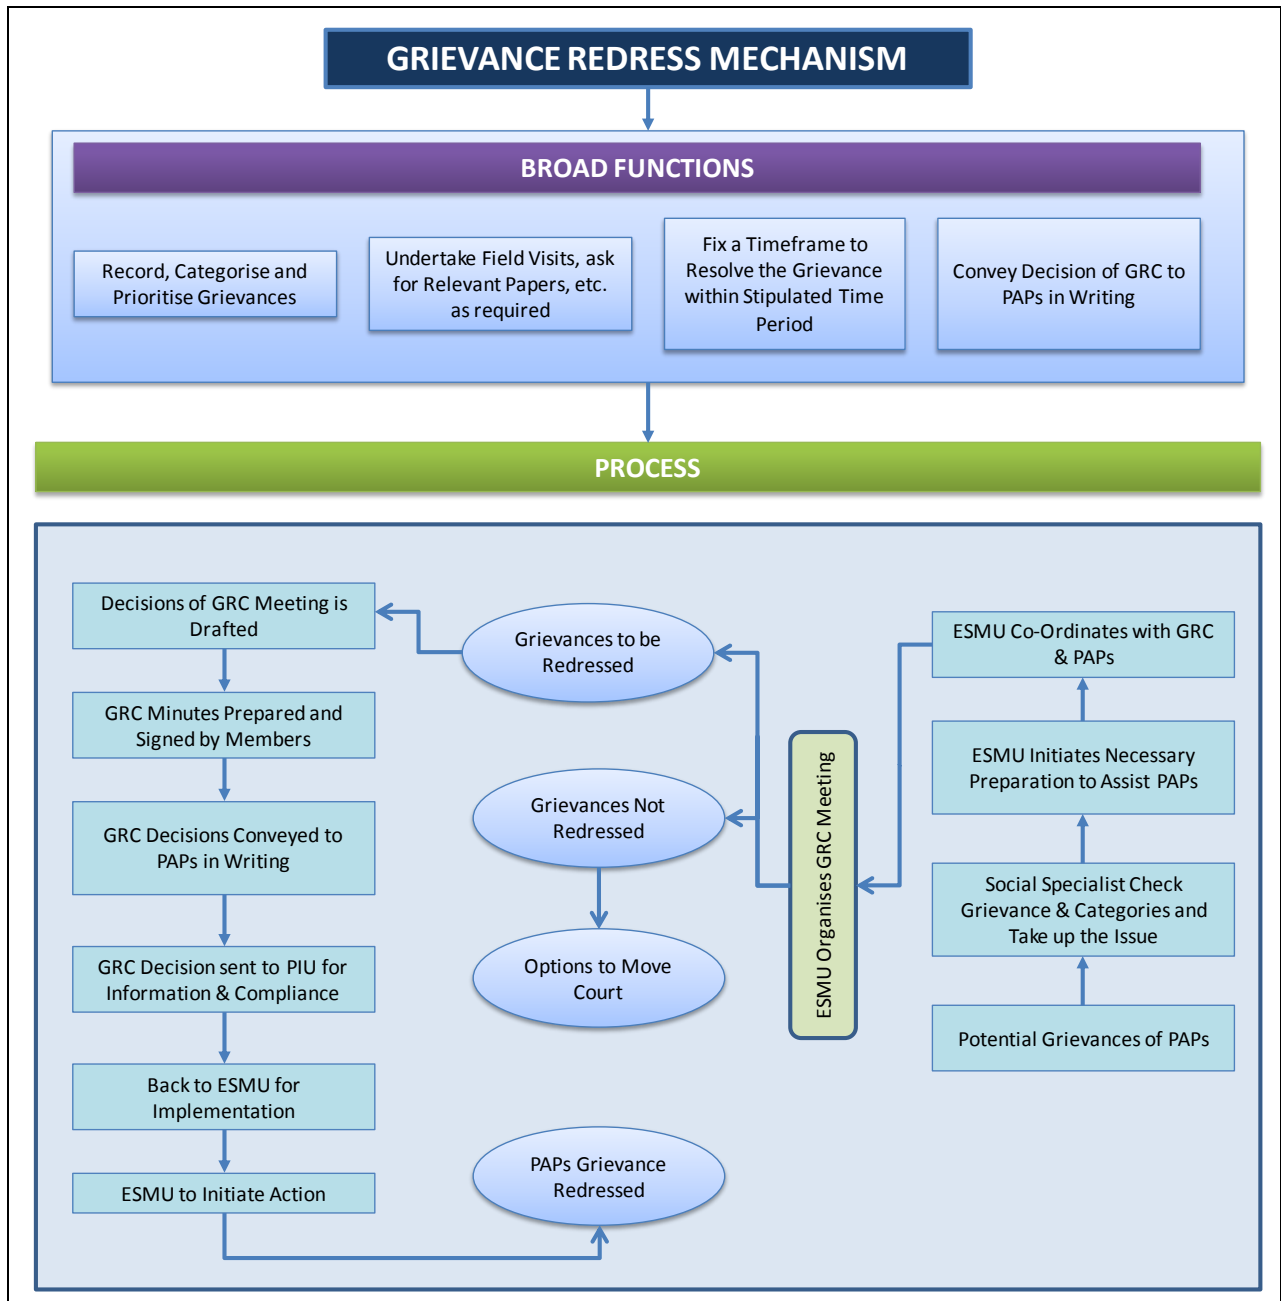 GRIEVANCE REDRESS MECHANISM
BROAD FUNCTIONS
Record, Categorise and
Prioritise Grievances
Undertake Field Visits, ask
for Relevant Papers, etc.
as required
Fix a Timeframe to
Resolve the Grievance
within Stipulated Time
Period
Convey Decision of GRC to
PAPs in Writing
PROCESS
Decisions of GRC Meeting is
Drafted
GRC Minutes Prepared and
Signed by Members
GRC Decisions Conveyed to
PAPs in Writing
GRC Decision sent to PIU for
Information & Compliance
Back to ESMU for
Implementation
ESMU to Initiate Action
Grievances to be
Redressed
Grievances Not
Redressed
Options to Move
Court
PAPs Grievance
Redressed
ESMU Organises GRC Meeting
ESMU Co-Ordinates with GRC
& PAPs
ESMU Initiates Necessary
Preparation to Assist PAPs
Social Specialist Check
Grievance & Categories and
Take up the Issue
Potential Grievances of PAPs